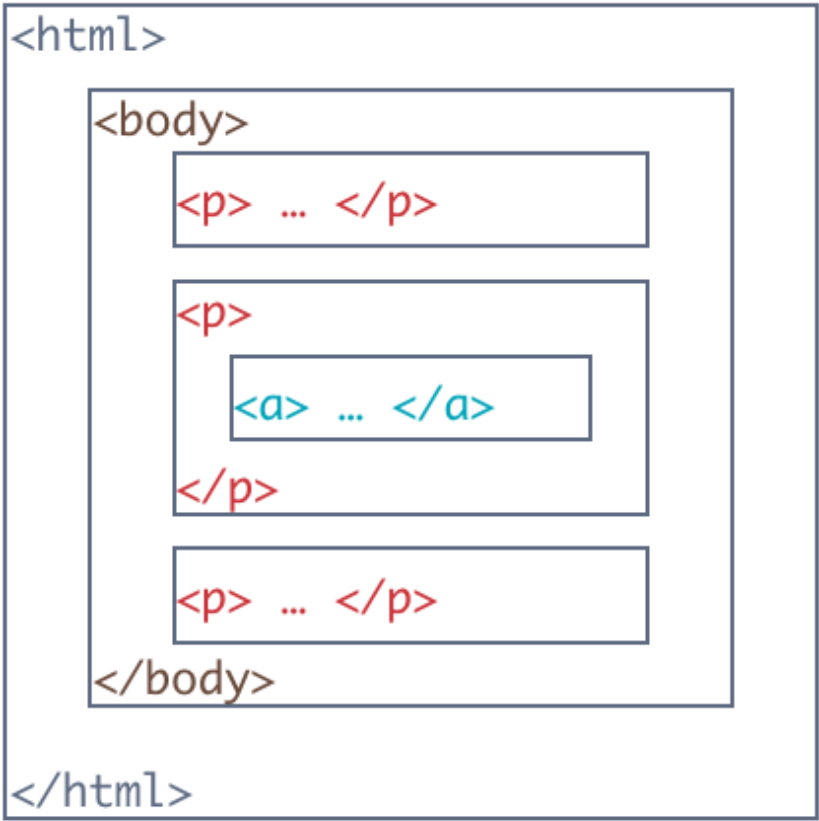 <html>
<body>
<p> … </p>
<p>
<a> … </a>
</p>
<p> … </p>
</body>
</html>